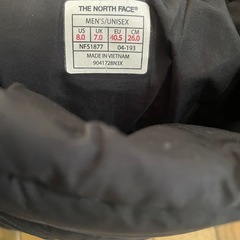 THE NORTH FACE®
MEN'S/UNISEX
US UK EU CM
8.0 7.0 40.5 26.0
NF51877 04-193
MADE IN VIETNAM
9041728N3X